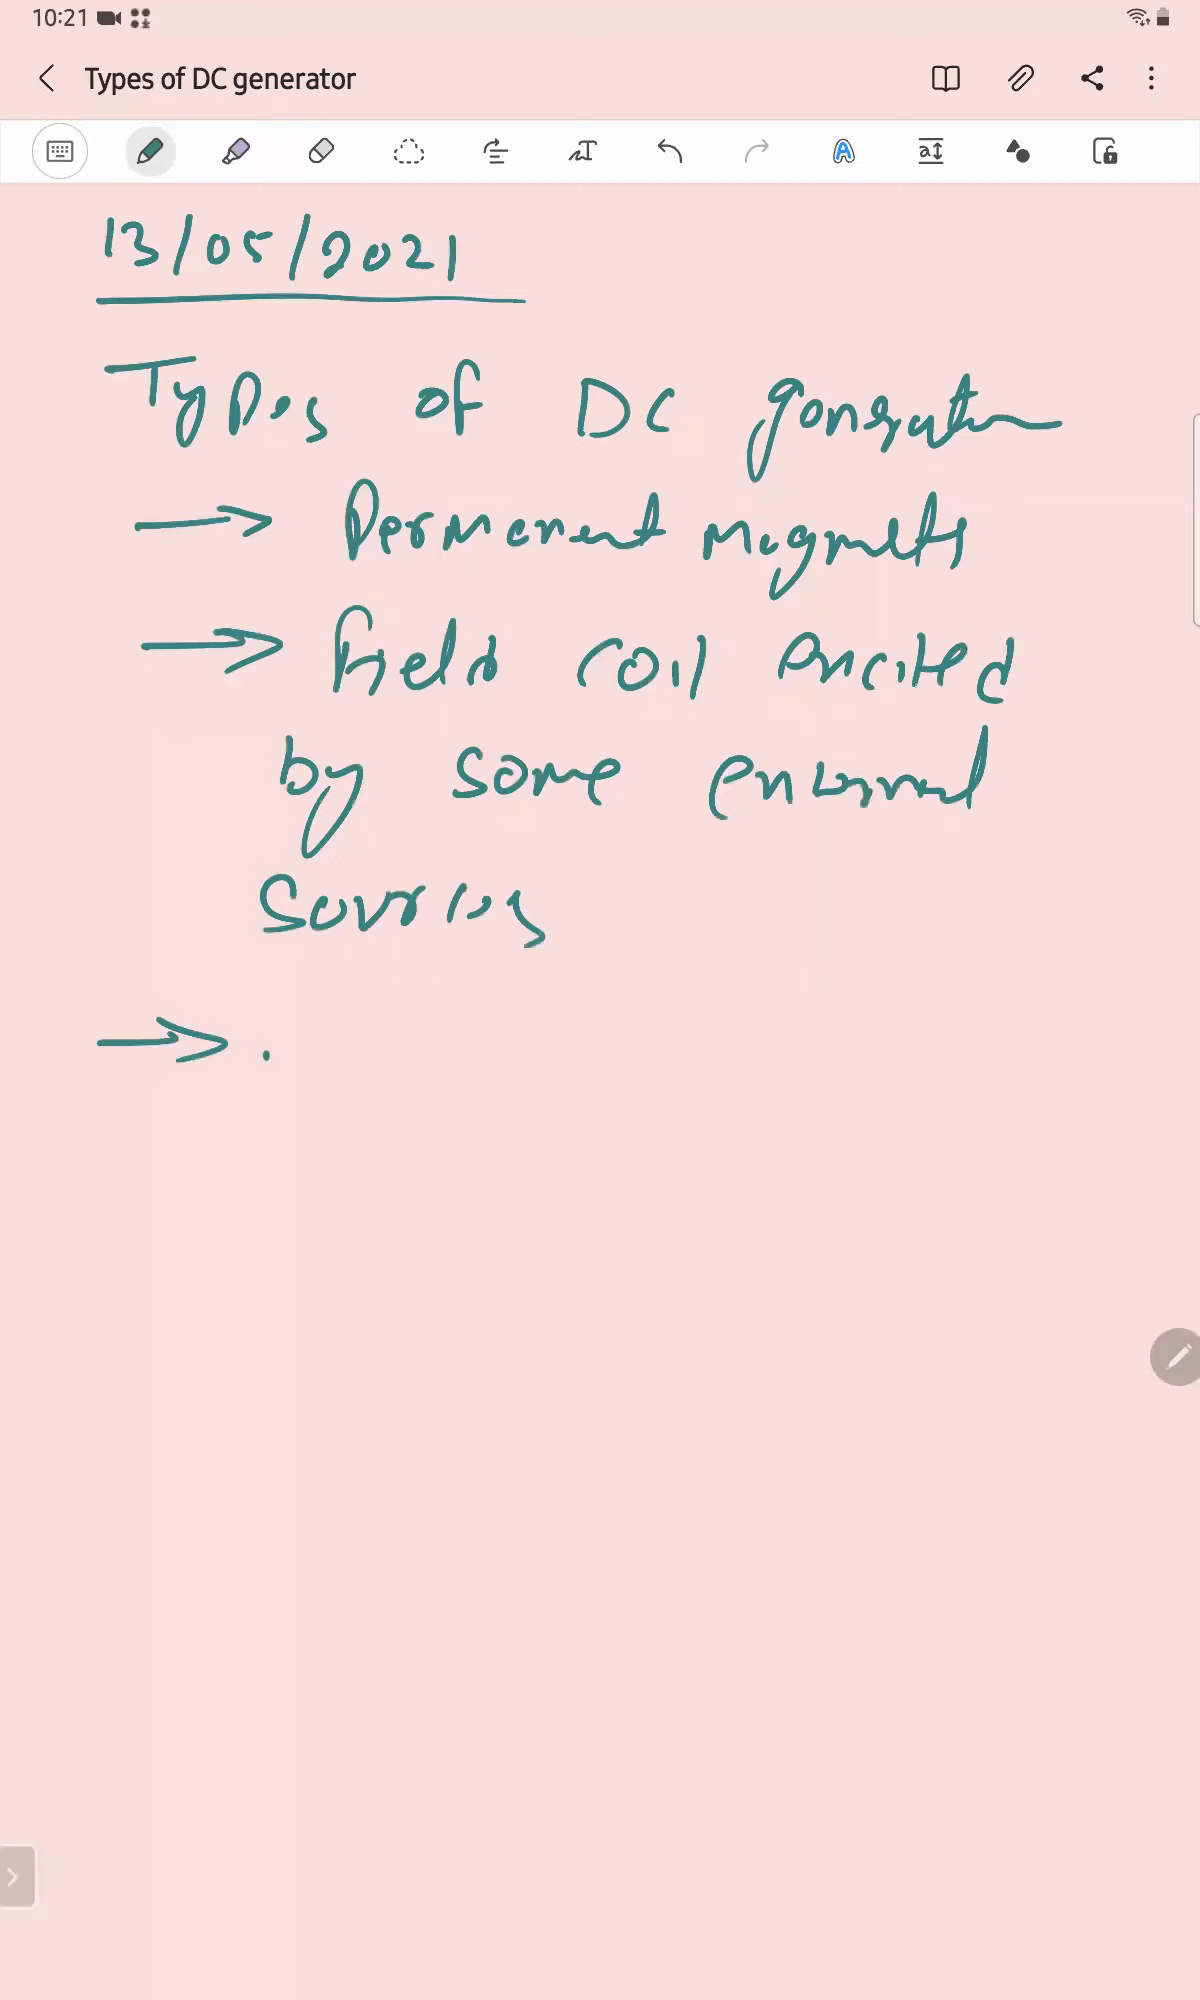 10:21
Types of DC generator
13/05/2021
Types of DC generator
→ Permanent Magnets
→ field coil excited
by some external
Sources
→ .